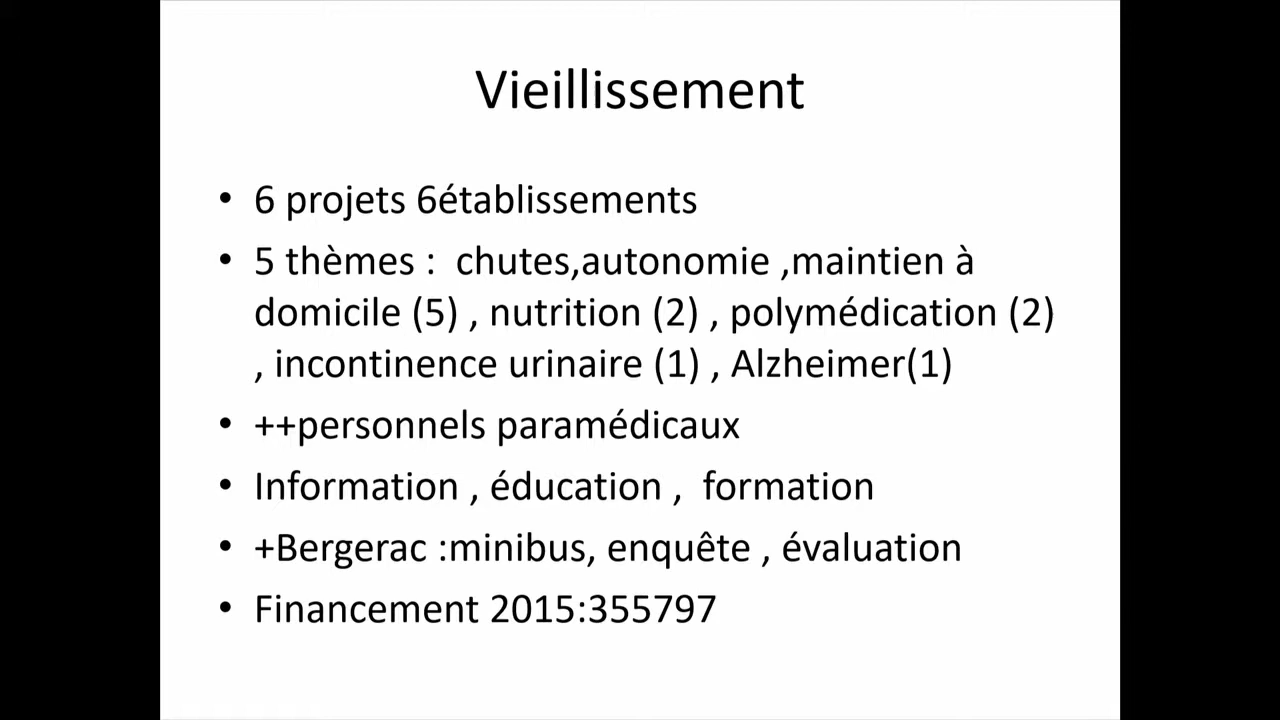 Vieillissement
• 6 projets 6établissements
• 5 thèmes :  chutes,autonomie ,maintien à
domicile (5) , nutrition (2) , polymédication (2)
, incontinence urinaire (1) , Alzheimer(1)
• ++personnels paramédicaux
• Information , éducation ,  formation
• +Bergerac :minibus, enquête , évaluation
• Financement 2015:355797